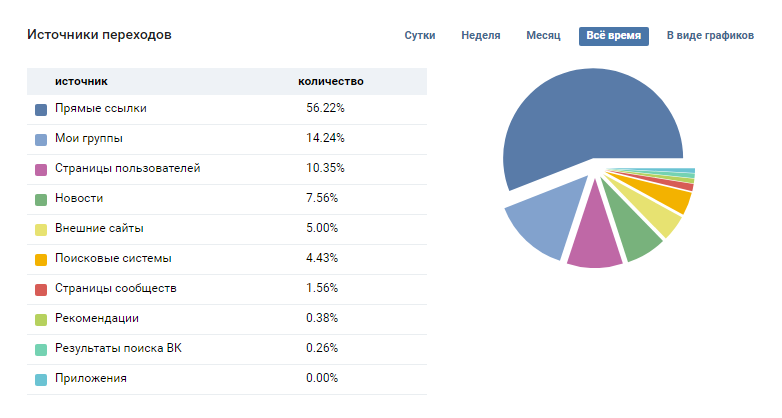 Источники переходов
Сутки Неделя Месяц Всё время В виде графиков
источник количество
Прямые ссылки 56.22%
Мои группы 14.24%
Страницы пользователей 10.35%
Новости 7.56%
Внешние сайты 5.00%
Поисковые системы 4.43%
Страницы сообществ 1.56%
Рекомендации 0.38%
Результаты поиска ВК 0.26%
Приложения 0.00%